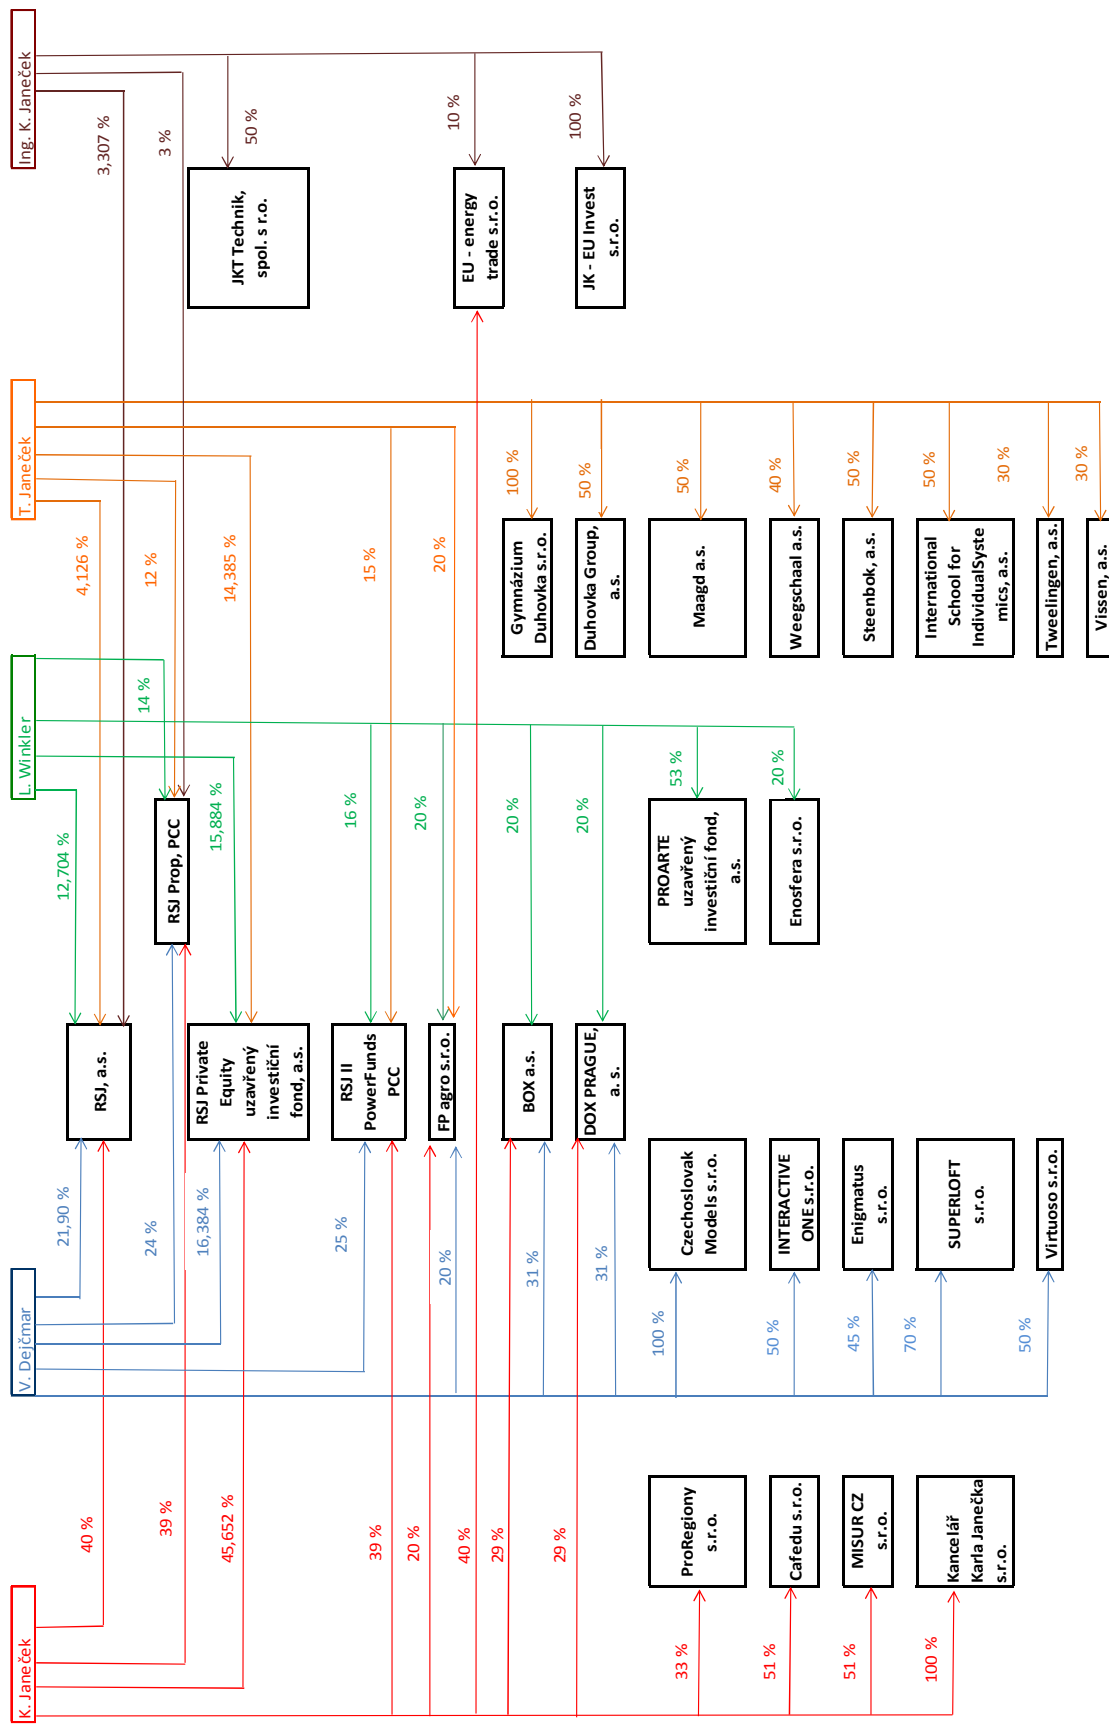 K. Janeček
V. Dejčmar
L. Winkler
T. Janeček
Ing. K. Janeček
40 %
21,90 %
RSJ, a.s.
12,704 %
4,126 %
3,307 %
39 %
24 %
RSJ Prop, PCC
14 %
12 %
3 %
45,652 %
16,384 %
RSJ Private
Equity
uzavřený
investiční
fond, a.s.
15,884 %
14,385 %
JKT Technik,
spol. s r.o.
50 %
39 %
25 %
RSJ II
PowerFunds
PCC
16 %
15 %
20 %
20 %
FP agro s.r.o.
20 %
20 %
40 %
EU - energy
trade s.r.o.
10 %
29 %
31 %
BOX a.s.
20 %
Gymnázium
Duhovka s.r.o.
100 %
29 %
31 %
DOX PRAGUE,
a. s.
20 %
Duhovka Group,
a.s.
50 %
JK - EU Invest
s.r.o.
100 %
33 %
ProRegiony
s.r.o.
100 %
Czechoslovak
Models s.r.o.
PROARTE
uzavřený
investiční fond,
a.s.
53 %
Maagd a.s.
50 %
51 %
Cafedu s.r.o.
50 %
INTERACTIVE
ONE s.r.o.
Enosfera s.r.o.
20 %
Weegschaal a.s.
40 %
51 %
MISUR CZ
s.r.o.
45 %
Enigmatus
s.r.o.
Steenbok, a.s.
50 %
100 %
Kancelář
Karla Janečka
s.r.o.
70 %
SUPERLOFT
s.r.o.
International
School for
IndividualSyste
mics, a.s.
50 %
50 %
Virtuoso s.r.o.
Tweelingen, a.s.
30 %
Vissen, a.s.
30 %